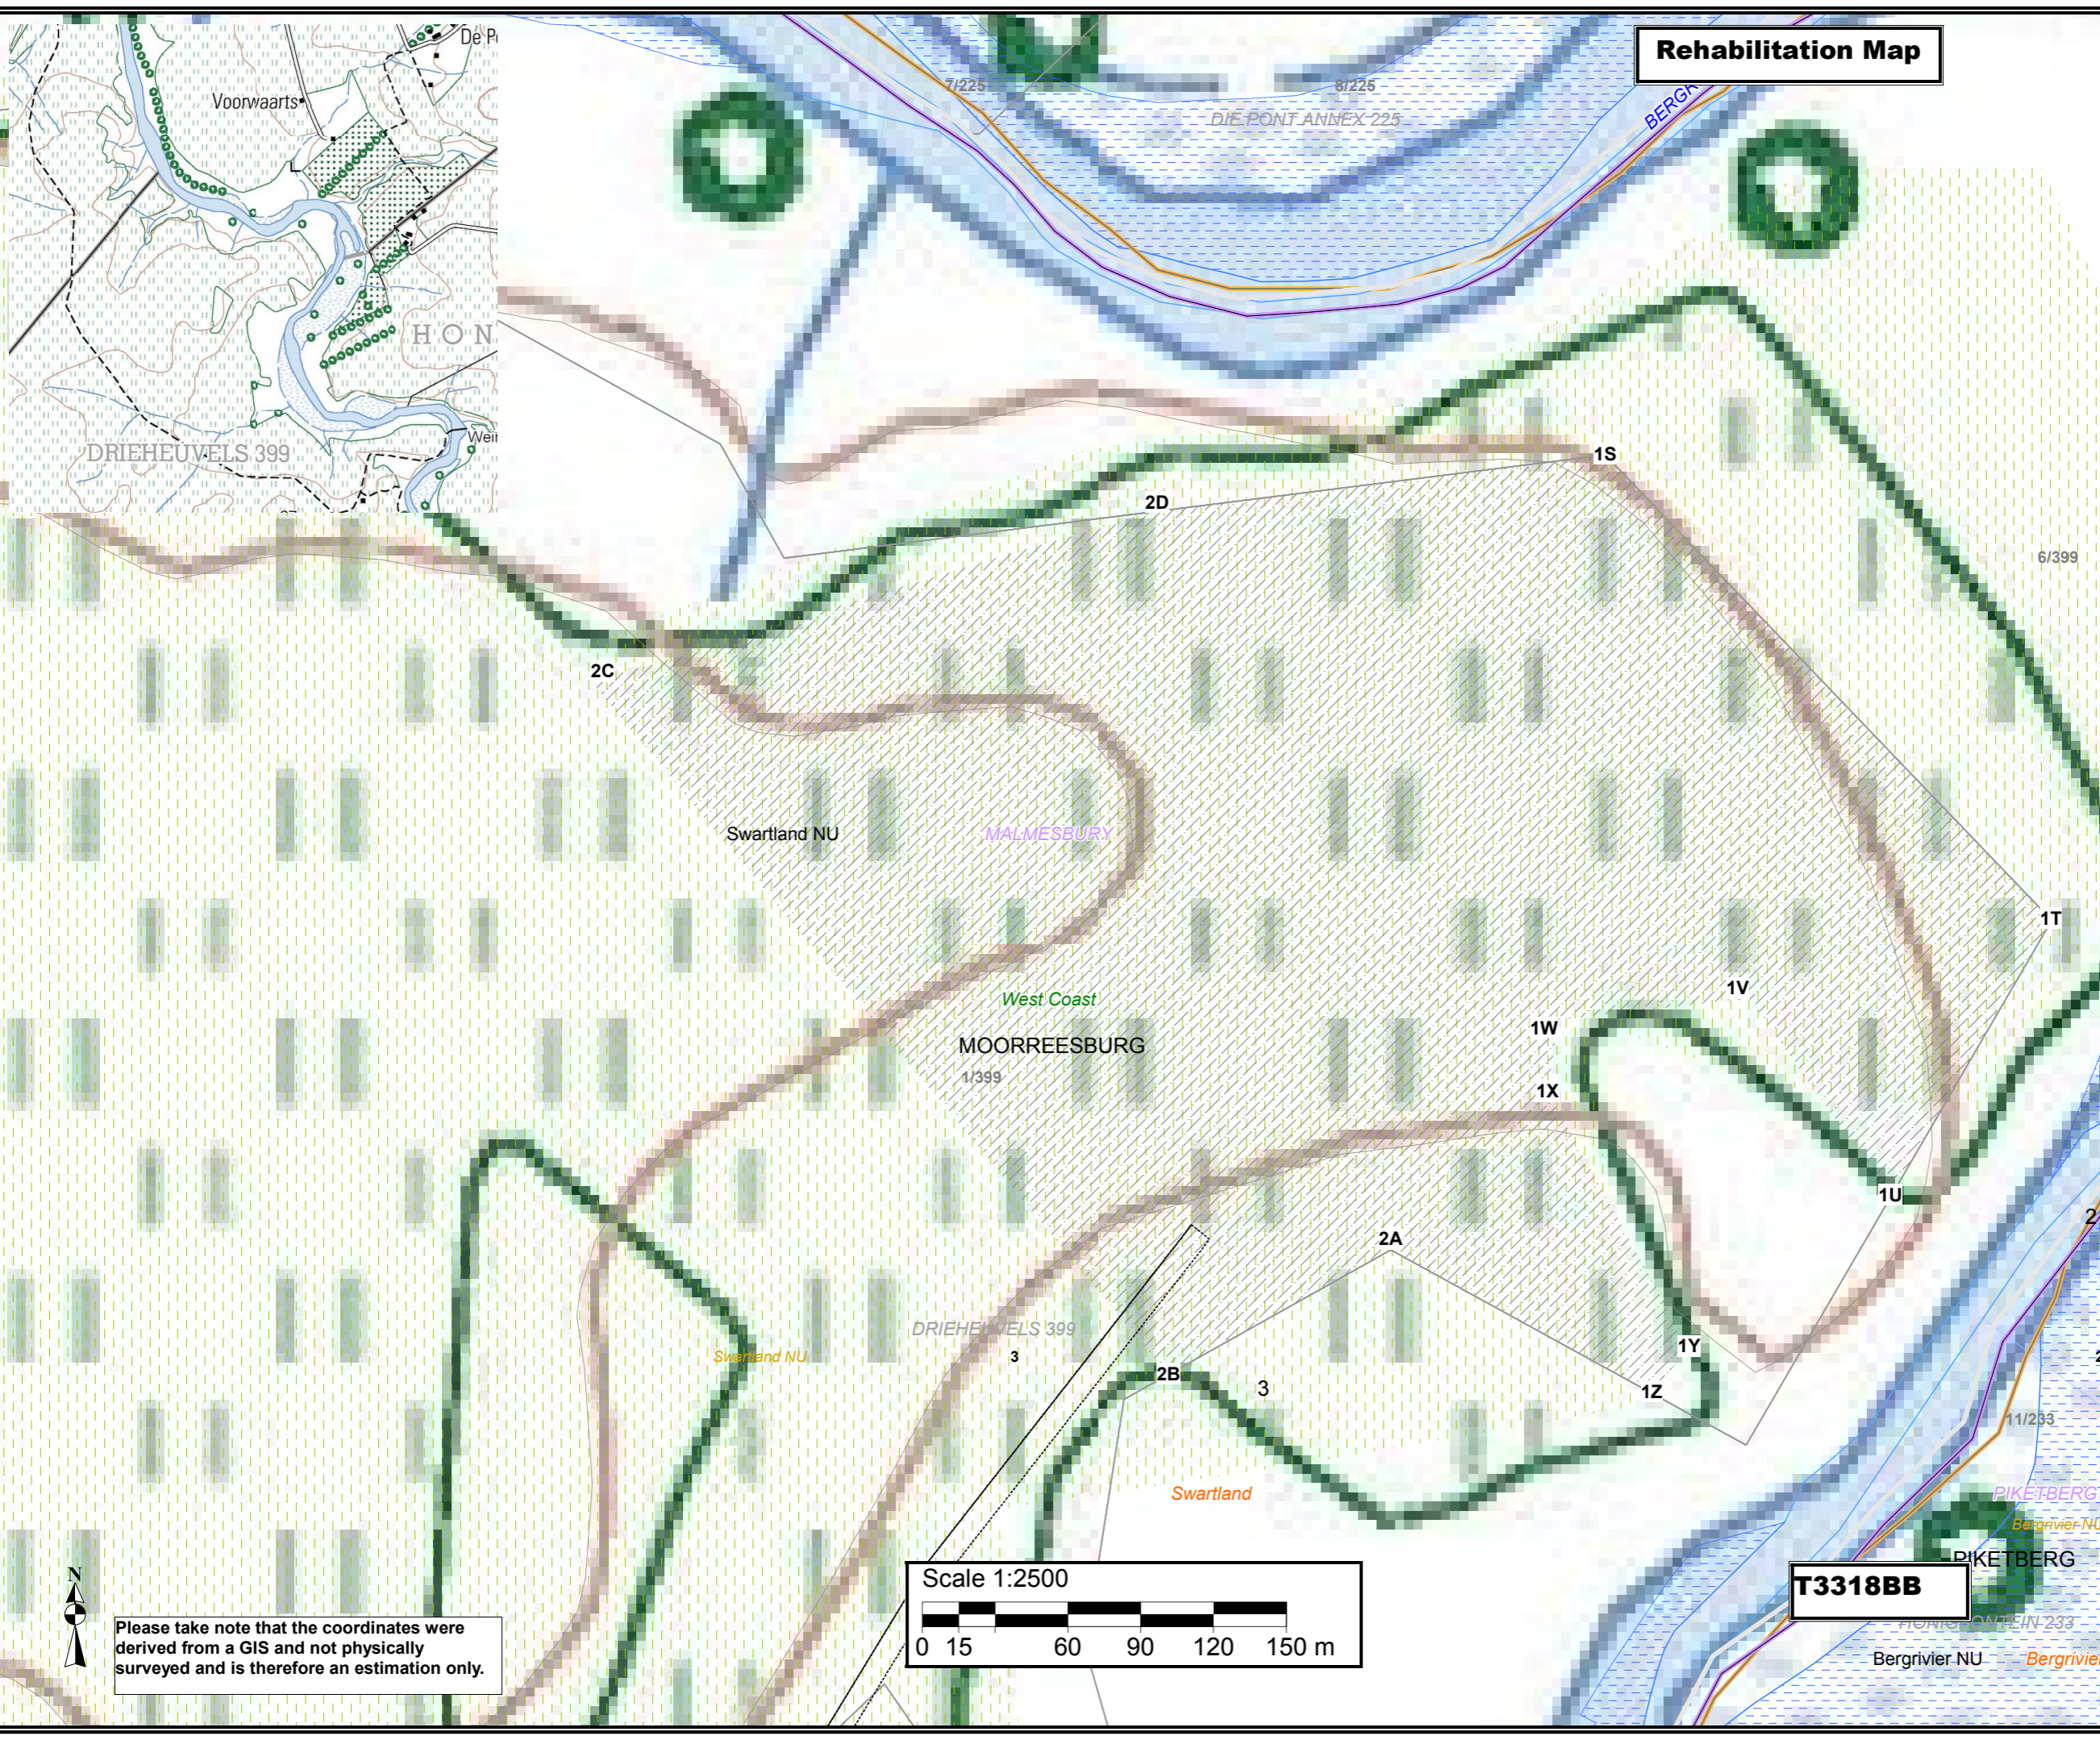 Rehabilitation Map
Voorwaarts
HON
DRIEHEUVELS 399
7/225
8/225
DIE PONT ANNEX 225
1S
2D
6/399
2C
Swartland NU
MALMESBURY
1T
1V
West Coast
1W
MOORREESBURG
1/399
1X
1U
2
2A
DRIEHEUVELS 399
3
Swartland NU
1Y
2B
3
1Z
11/233
Swartland
PIKETBERG
Bergrivier NU
PIKETBERG
T3318BB
HONIGFONTEIN 233
Bergrivier NU
Bergrivier
Scale 1:2500
0 15 60 90 120 150 m
N
Please take note that the coordinates were
derived from a GIS and not physically
surveyed and is therefore an estimation only.